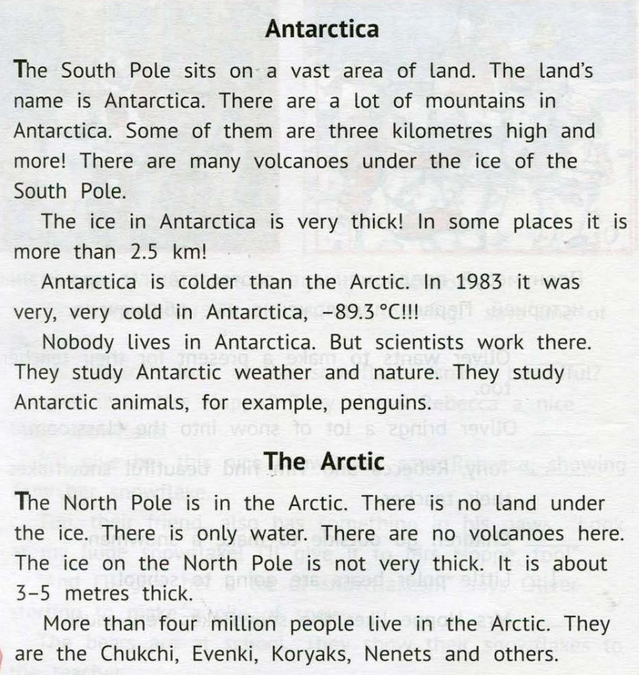 Antarctica
The South Pole sits on a vast area of land. The land's
name is Antarctica. There are a lot of mountains in
Antarctica. Some of them are three kilometres high and
more! There are many volcanoes under the ice of the
South Pole.
The ice in Antarctica is very thick! In some places it is
more than 2.5 km!
Antarctica is colder than the Arctic. In 1983 it was
very, very cold in Antarctica, –89.3 °C!!!
Nobody lives in Antarctica. But scientists work there.
They study Antarctic weather and nature. They study
Antarctic animals, for example, penguins.
The Arctic
The North Pole is in the Arctic. There is no land under
the ice. There is only water. There are no volcanoes here.
The ice on the North Pole is not very thick. It is about
3–5 metres thick.
More than four million people live in the Arctic. They
are the Chukchi, Evenki, Koryaks, Nenets and others.